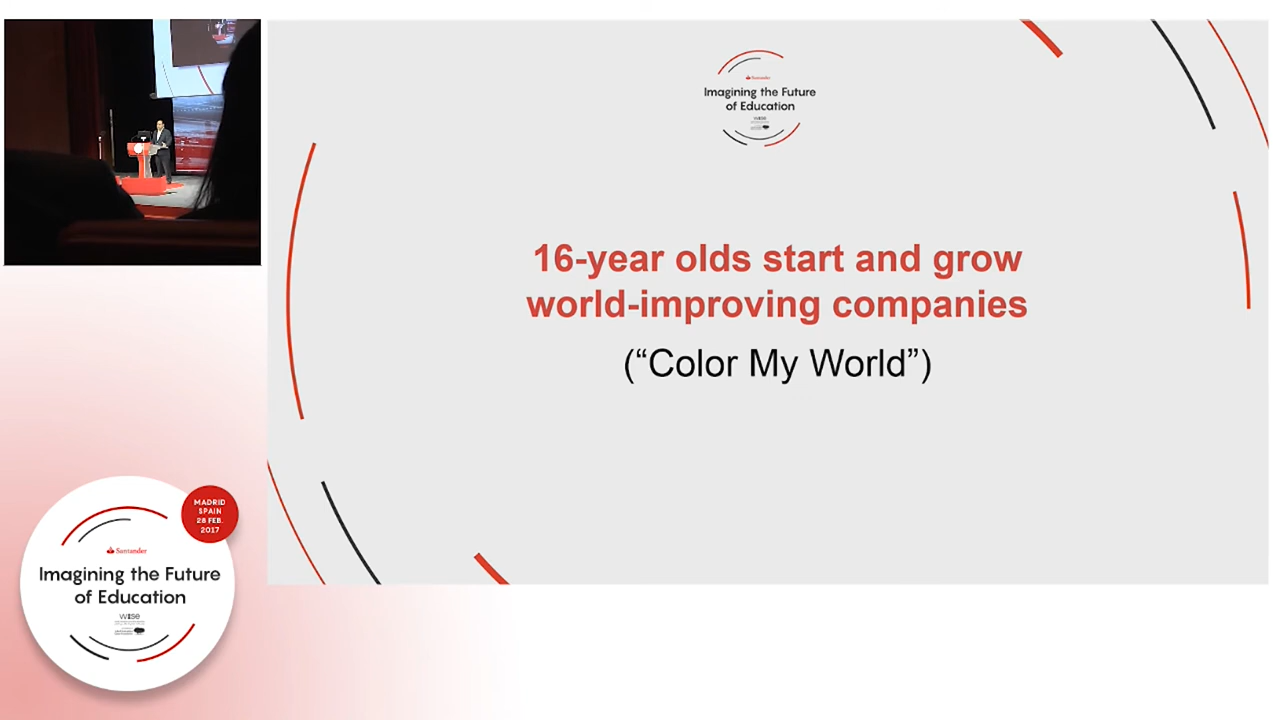 Santander
Imagining the Future
of Education
16-year olds start and grow
world-improving companies
(“Color My World”)
MADRID
SPAIN
28 FEB.
2017
Santander
Imagining the Future
of Education